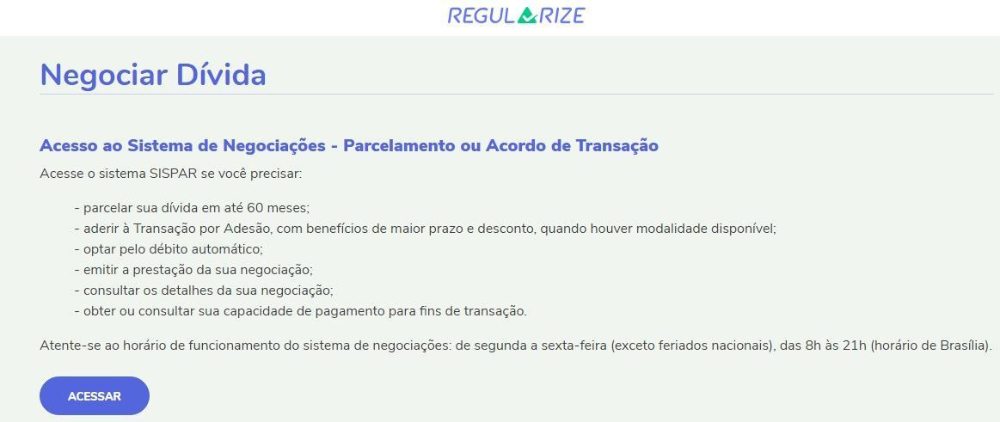 REGULARIZE
Negociar Dívida
Acesso ao Sistema de Negociações - Parcelamento ou Acordo de Transação
Acesse o sistema SISPAR se você precisar:
- parcelar sua dívida em até 60 meses;
- aderir à Transação por Adesão, com benefícios de maior prazo e desconto, quando houver modalidade disponível;
- optar pelo débito automático;
- emitir a prestação da sua negociação;
- consultar os detalhes da sua negociação;
- obter ou consultar sua capacidade de pagamento para fins de transação.
Atente-se ao horário de funcionamento do sistema de negociações: de segunda a sexta-feira (exceto feriados nacionais), das 8h às 21h (horário de Brasília).
ACESSAR